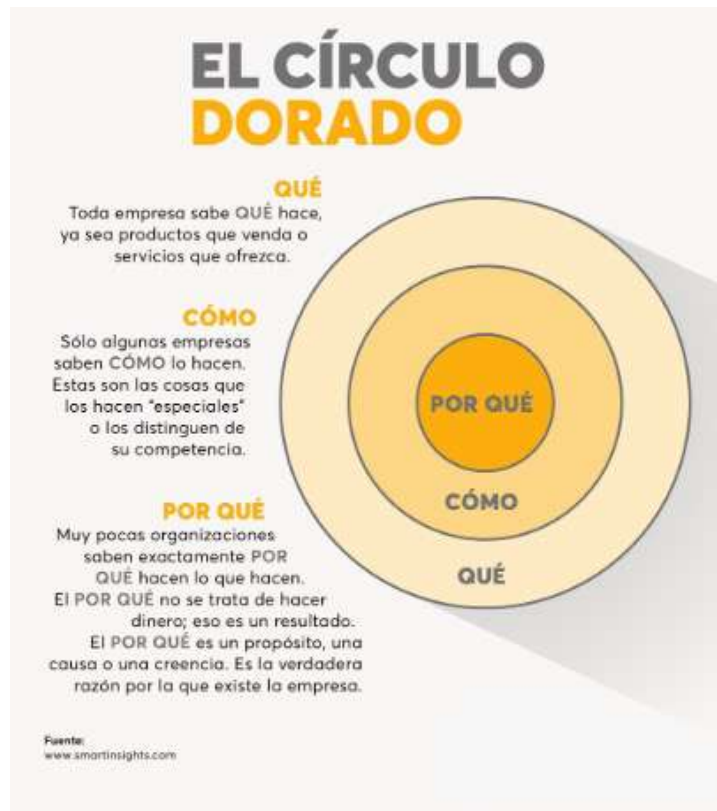 EL CÍRCULO
DORADO
QUÉ
Toda empresa sabe QUÉ hace,
ya sea productos que venda o
servicios que ofrezca.
CÓMO
Sólo algunas empresas
saben CÓMO lo hacen.
Estas son las cosas que
los hacen "especiales"
o los distinguen de
su competencia.
POR QUÉ
Muy pocas organizaciones
saben exactamente POR
QUÉ hacen lo que hacen.
El POR QUÉ no se trata de hacer
dinero; eso es un resultado.
El POR QUÉ es un propósito, una
causa o una creencia. Es la verdadera
razón por la que existe la empresa.
POR QUÉ
CÓMO
QUÉ
Fuente:
www.smartinsights.com